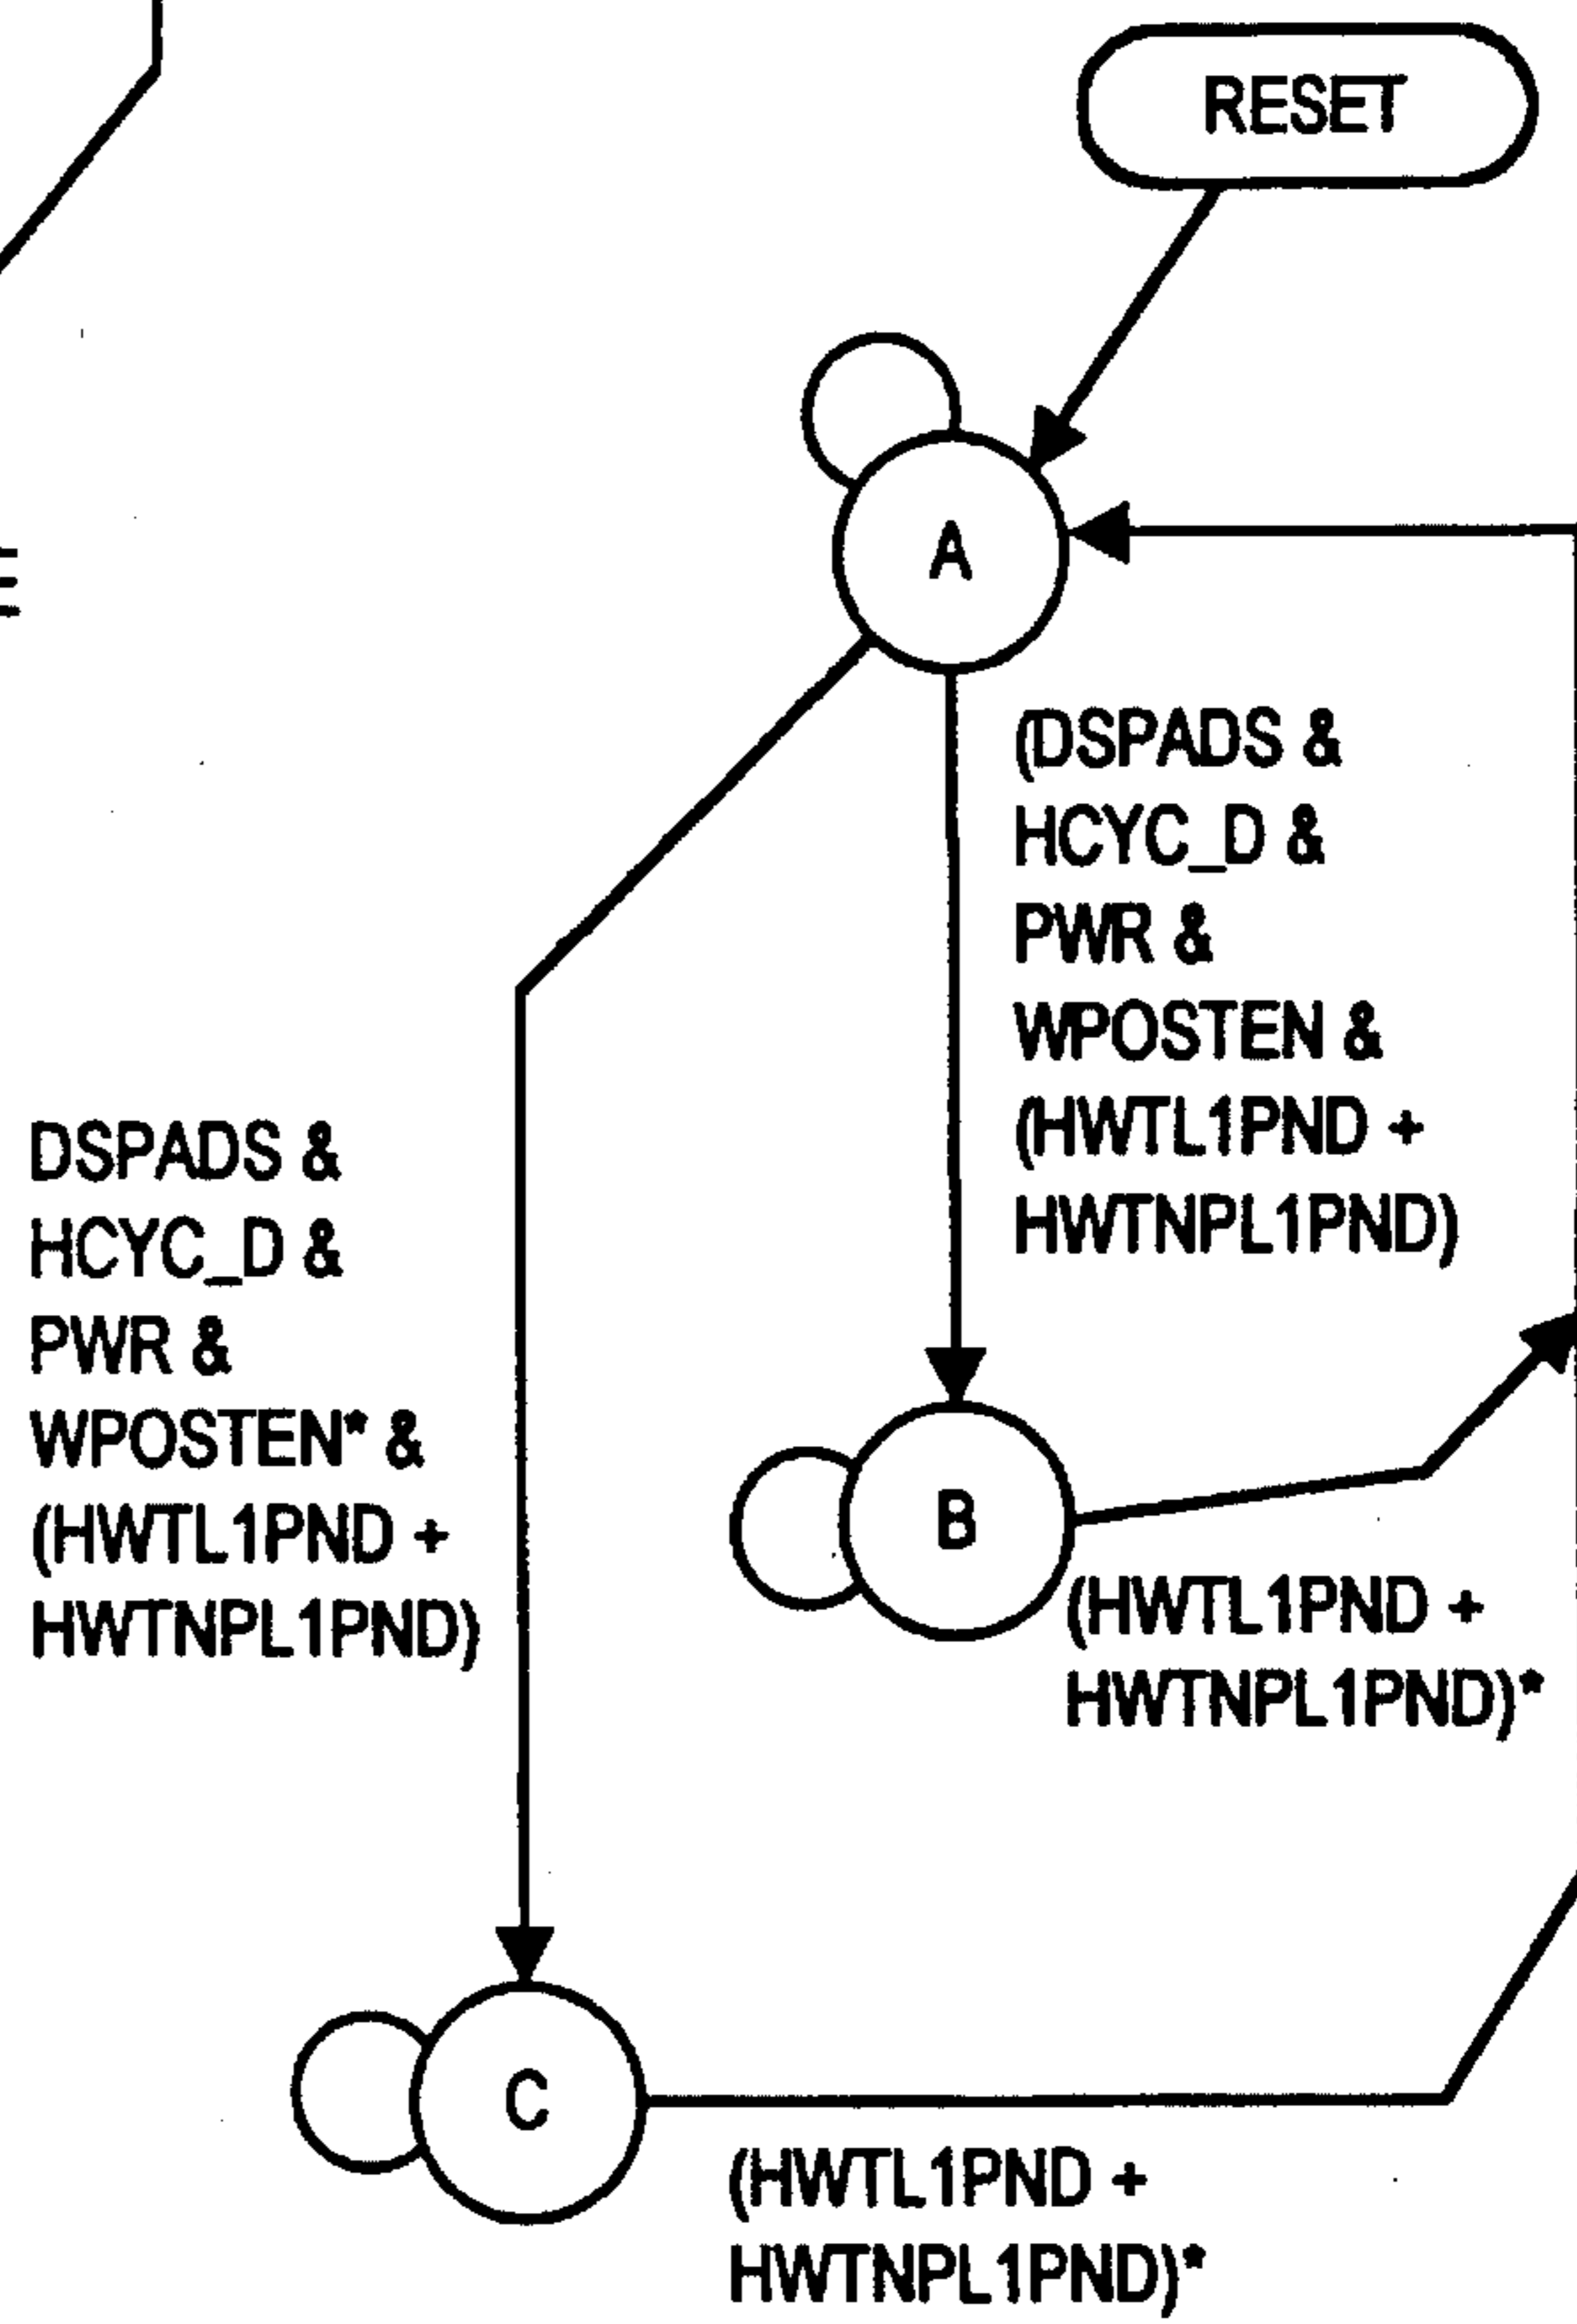 RESET
A
(DSPADS &
HCYC_D &
PWR &
WPOSTEN &
(HWTL1PND +
HWTNPL1PND)
DSPADS &
HCYC_D &
PWR &
WPOSTEN* &
(HWTL1PND +
HWTNPL1PND)
B
(HWTL1PND +
HWTNPL1PND)*
C
(HWTL1PND +
HWTNPL1PND)*